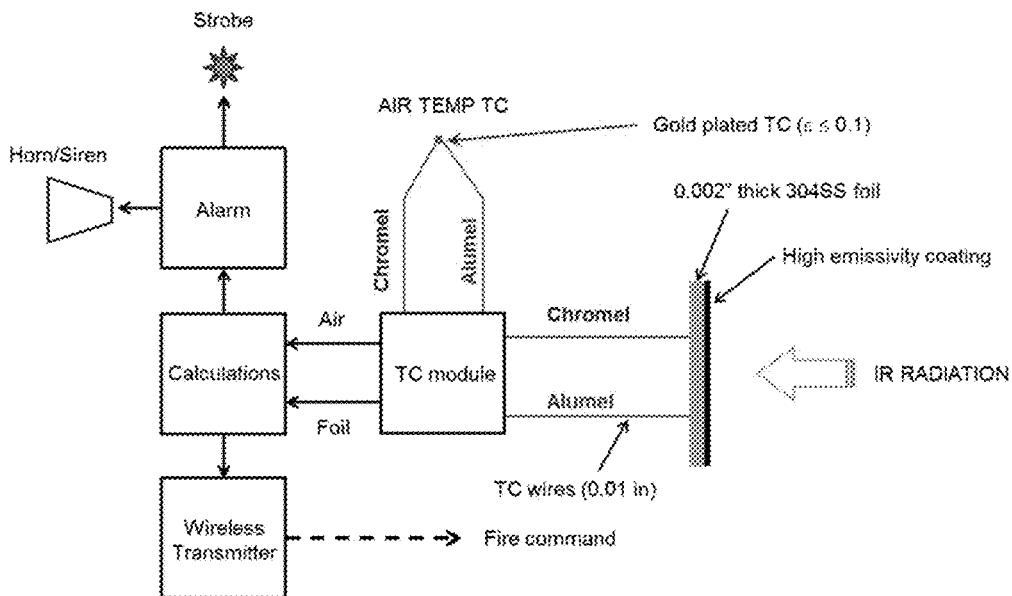 Strobe
AIR TEMP TC
Gold plated TC (ε ≤ 0.1)
Horn/Siren
Alarm
0.002" thick 304SS foil
High emissivity coating
Chromel
Alumel
Air
Chromel
Calculations
TC module
IR RADIATION
Alumel
Foil
TC wires (0.01 in)
Wireless
Transmitter
Fire command